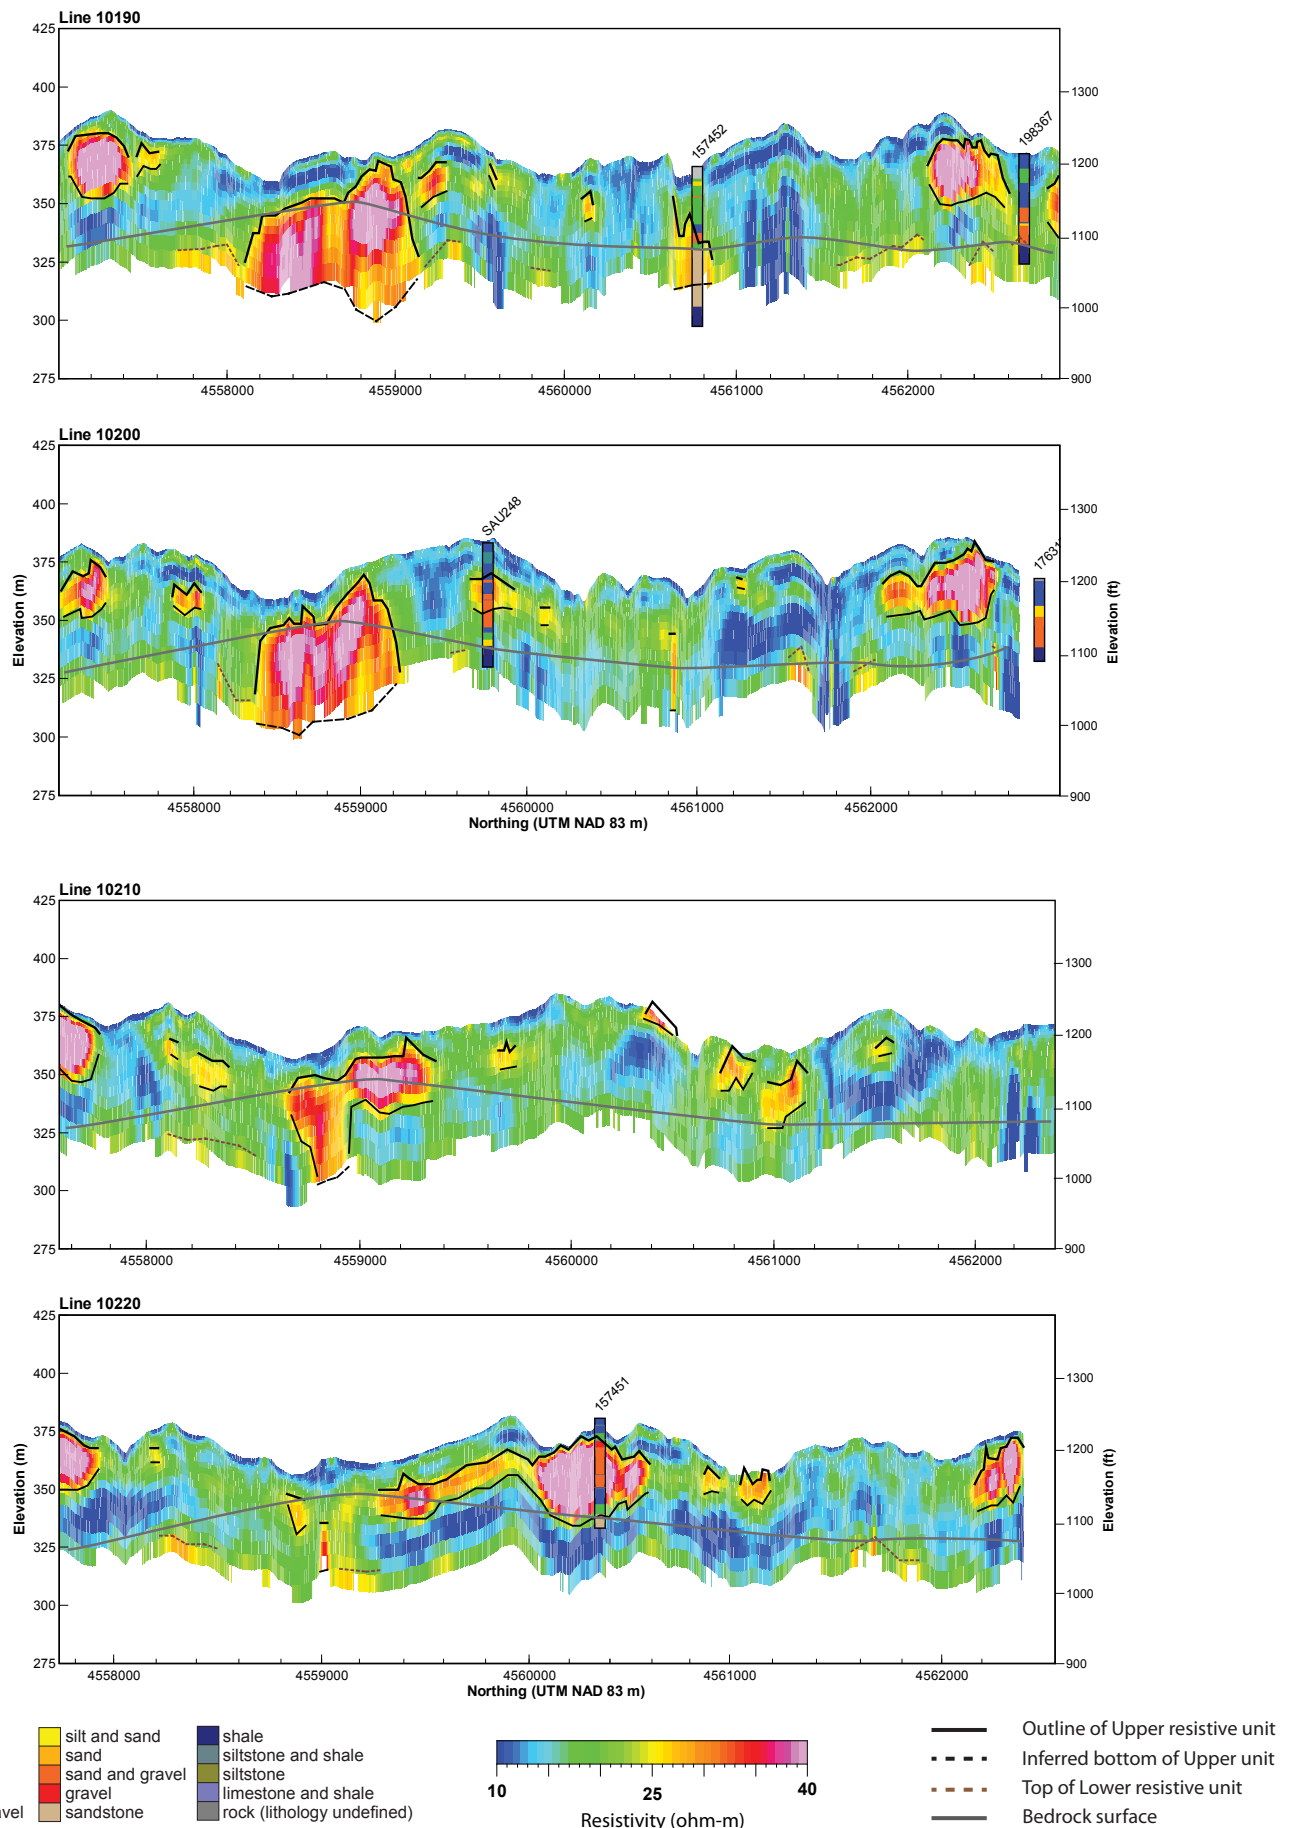 Line 10190
425
400
375
350
325
300
275
1300
1200
1100
1000
900
157452
198367
4558000 4559000 4560000 4561000 4562000
Line 10200
425
400
375
350
325
300
275
Elevation (m)
1300
1200
1100
1000
900
Elevation (ft)
SAU248
4558000 4559000 4560000 4561000 4562000
Northing (UTM NAD 83 m)
Line 10210
425
400
375
350
325
300
275
1300
1200
1100
1000
900
4558000 4559000 4560000 4561000 4562000
Line 10220
425
400
375
350
325
300
275
Elevation (m)
1300
1200
1100
1000
900
Elevation (ft)
157451
4558000 4559000 4560000 4561000 4562000
Northing (UTM NAD 83 m)
silt and sand
sand
sand and gravel
gravel
sandstone
shale
siltstone and shale
siltstone
limestone and shale
rock (lithology undefined)
10 25 40
Resistivity (ohm-m)
Outline of Upper resistive unit
Inferred bottom of Upper unit
Top of Lower resistive unit
Bedrock surface